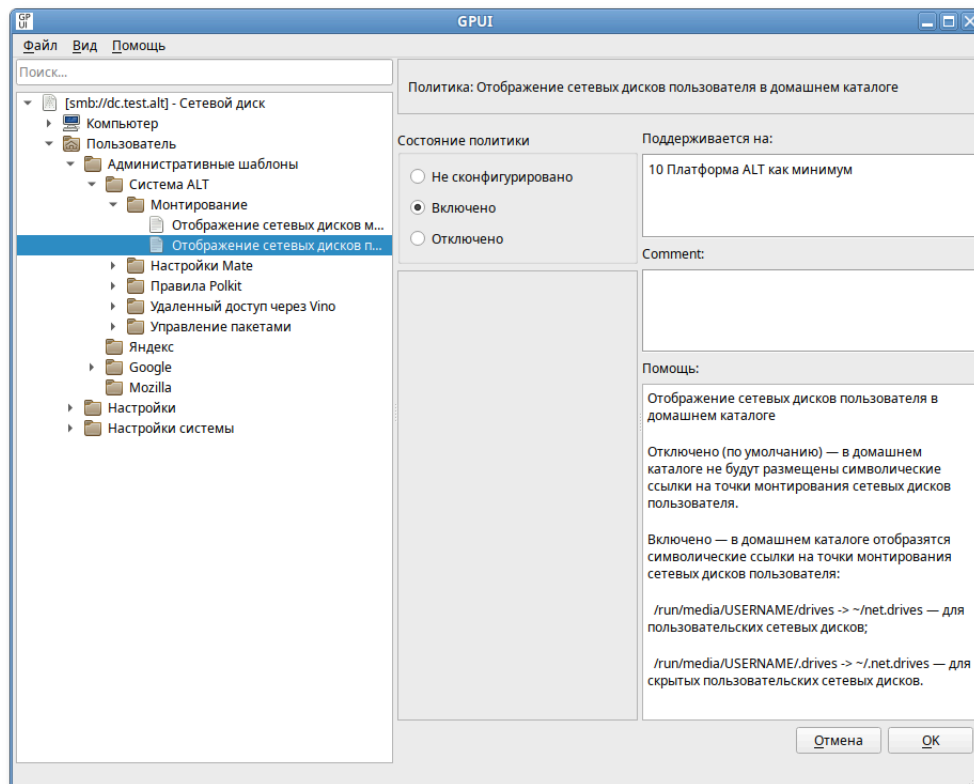 GP
UI
GPUI
Файл Вид Помощь
Поиск...
[smb://dc.test.alt] - Сетевой диск
Компьютер
Пользователь
Административные шаблоны
Система ALT
Монтирование
Отображение сетевых дисков м...
Отображение сетевых дисков п...
Настройки Mate
Правила Polkit
Удаленный доступ через Vino
Управление пакетами
Яндекс
Google
Mozilla
Настройки
Настройки системы
Политика: Отображение сетевых дисков пользователя в домашнем каталоге
Состояние политики
Не сконфигурировано
Включено
Отключено
Поддерживается на:
10 Платформа ALT как минимум
Comment:
Помощь:
Отображение сетевых дисков пользователя в
домашнем каталоге
Отключено (по умолчанию) — в домашнем
каталоге не будут размещены символические
ссылки на точки монтирования сетевых дисков
пользователя.
Включено — в домашнем каталоге отобразятся
символические ссылки на точки монтирования
сетевых дисков пользователя:
/run/media/USERNAME/drives -> ~/net.drives — для
пользовательских сетевых дисков;
/run/media/USERNAME/.drives -> ~/.net.drives — для
скрытых пользовательских сетевых дисков.
Отмена
OK